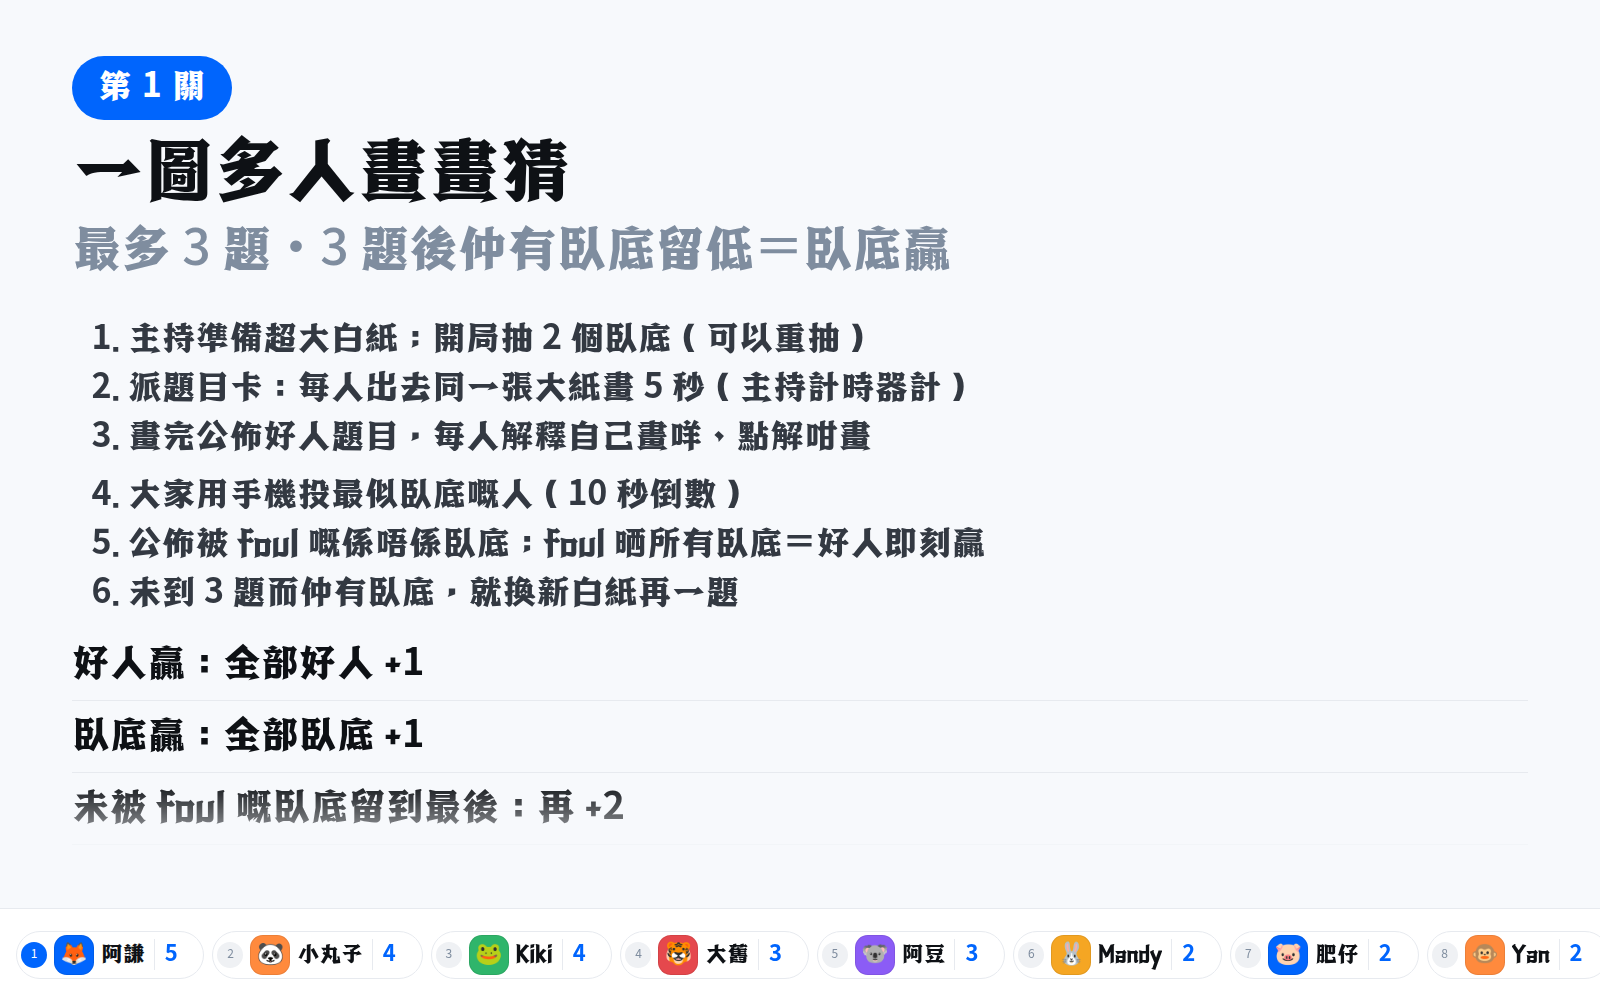 第 1 關
一圖多人畫畫猜
最多 3 題・3 題後仲有臥底留低＝臥底贏
1. 主持準備超大白紙；開局抽 2 個臥底（可以重抽）
2. 派題目卡：每人出去同一張大紙畫 5 秒（主持計時器計）
3. 畫完公佈好人題目，每人解釋自己畫咩、點解咁畫
4. 大家用手機投最似臥底嘅人（10 秒倒數）
5. 公佈被 foul 嘅係唔係臥底；foul 晒所有臥底＝好人即刻贏
6. 未到 3 題而仲有臥底，就換新白紙再一題
好人贏：全部好人 +1
臥底贏：全部臥底 +1
未被 foul 嘅臥底留到最後：再 +2
1 阿謙 5
2 小丸子 4
3 Kiki 4
4 大舊 3
5 阿豆 3
6 Mandy 2
7 肥仔 2
8 Yan 2